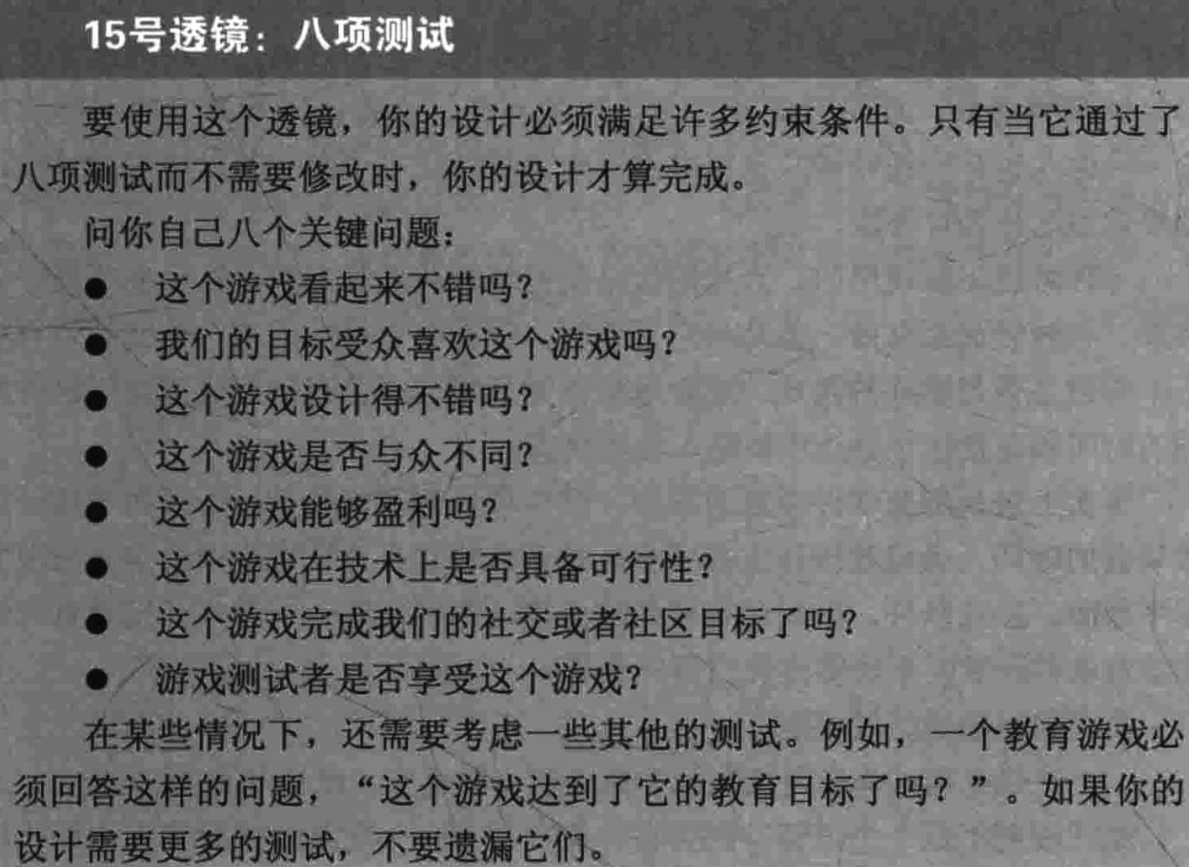 15号透镜：八项测试
要使用这个透镜，你的设计必须满足许多约束条件。只有当它通过了
八项测试而不需要修改时，你的设计才算完成。
问你自己八个关键问题：
● 这个游戏看起来不错吗？
● 我们的目标受众喜欢这个游戏吗？
● 这个游戏设计得不错吗？
● 这个游戏是否与众不同？
● 这个游戏能够盈利吗？
● 这个游戏在技术上是否具备可行性？
● 这个游戏完成我们的社交或者社区目标了吗？
● 游戏测试者是否享受这个游戏？
在某些情况下，还需要考虑一些其他的测试。例如，一个教育游戏必
须回答这样的问题，“这个游戏达到了它的教育目标了吗？”。如果你的
设计需要更多的测试，不要遗漏它们。